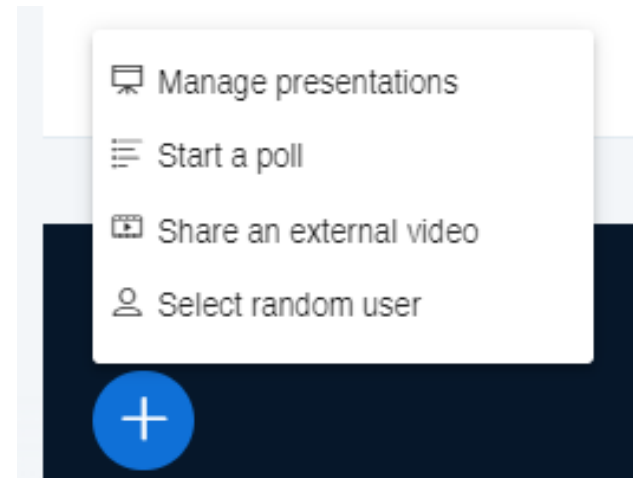 Manage presentations
Start a poll
Share an external video
Select random user